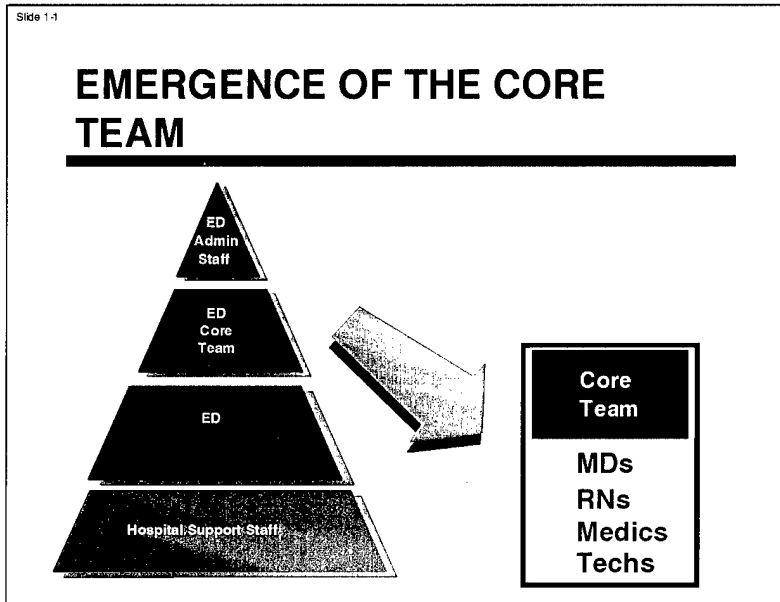 Slide 1-1
EMERGENCE OF THE CORE
TEAM
ED
Admin
Staff
ED
Core
Team
ED
Hospital Support Staff
Core
Team
MDs
RNs
Medics
Techs